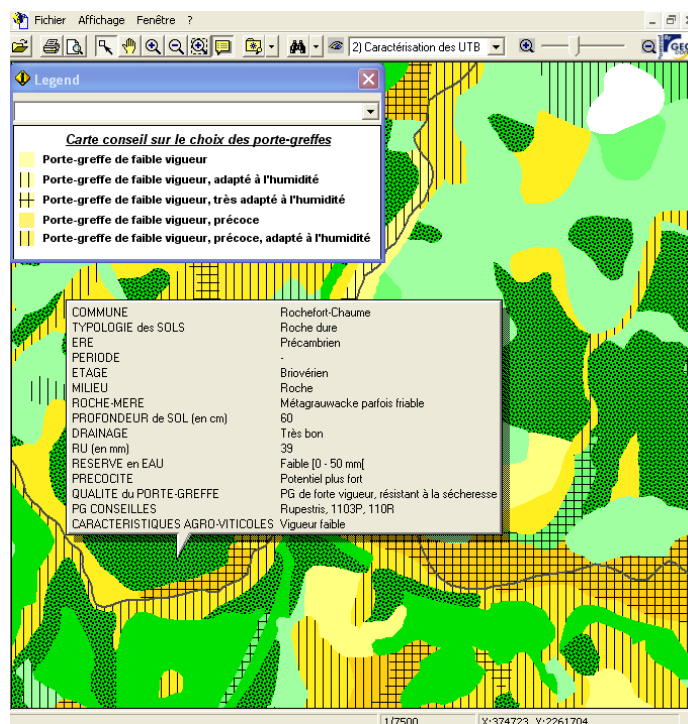 Fichier Affichage Fenêtre ?
2) Caractérisation des UTB
GEO
Legend
Carte conseil sur le choix des porte-greffes
Porte-greffe de faible vigueur
Porte-greffe de faible vigueur, adapté à l'humidité
Porte-greffe de faible vigueur, très adapté à l'humidité
Porte-greffe de faible vigueur, précoce
Porte-greffe de faible vigueur, précoce, adapté à l'humidité
COMMUNE Rochefort-Chaume
TYPOLOGIE des SOLS Roche dure
ERE Précambrien
PERIODE -
ETAGE Briovérien
MILIEU Roche
ROCHE-MERE Métagrauwacke parfois friable
PROFONDEUR de SOL (en cm) 60
DRAINAGE Très bon
RU (en mm) 39
RESERVE en EAU Faible [0 - 50 mm[
PRECOCITE Potentiel plus fort
QUALITE du PORTE-GREFFE PG de forte vigueur, résistant à la sécheresse
PG CONSEILLES Rupestris, 1103P, 110R
CARACTERISTIQUES AGRO-VITICOLES Vigueur faible
1/7500 X:374723 Y:2261704